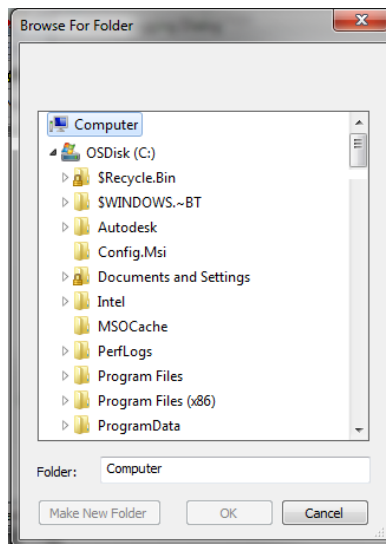 Browse For Folder
Computer
OSDisk (C:)
$Recycle.Bin
$WINDOWS.~BT
Autodesk
Config.Msi
Documents and Settings
Intel
MSOCache
PerfLogs
Program Files
Program Files (x86)
ProgramData
Folder: Computer
Make New Folder OK Cancel